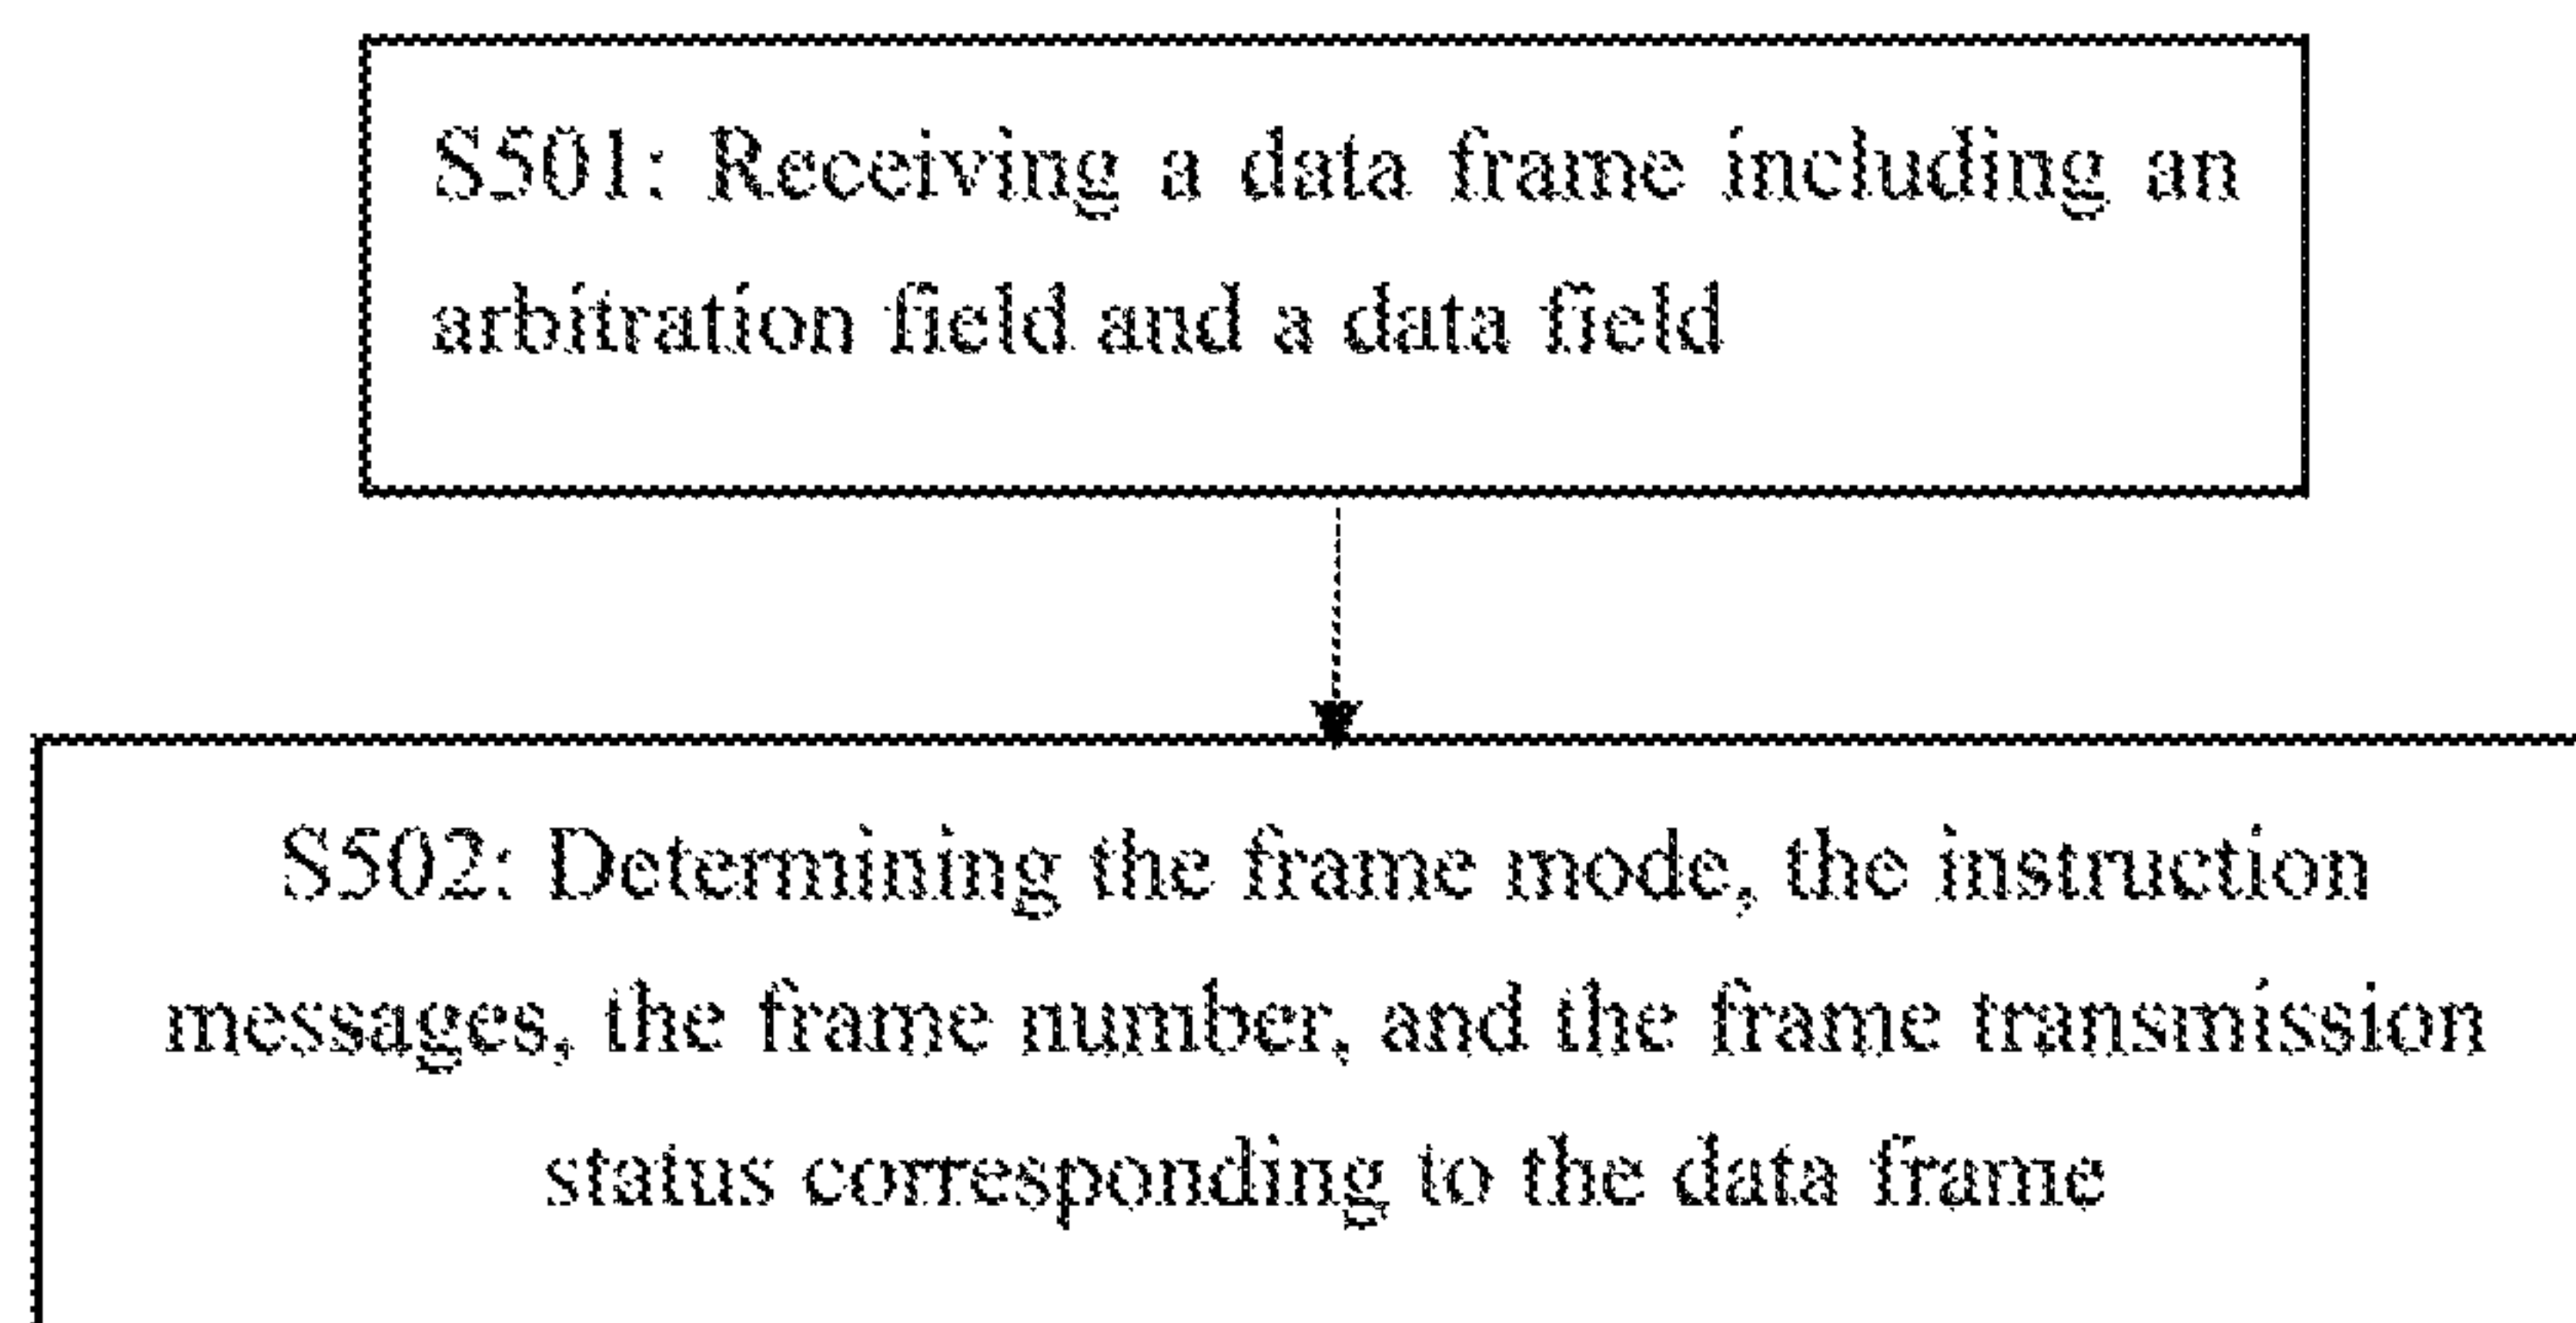 S501: Receiving a data frame including an
arbitration field and a data field
S502: Determining the frame mode, the instruction
messages, the frame number, and the frame transmission
status corresponding to the data frame